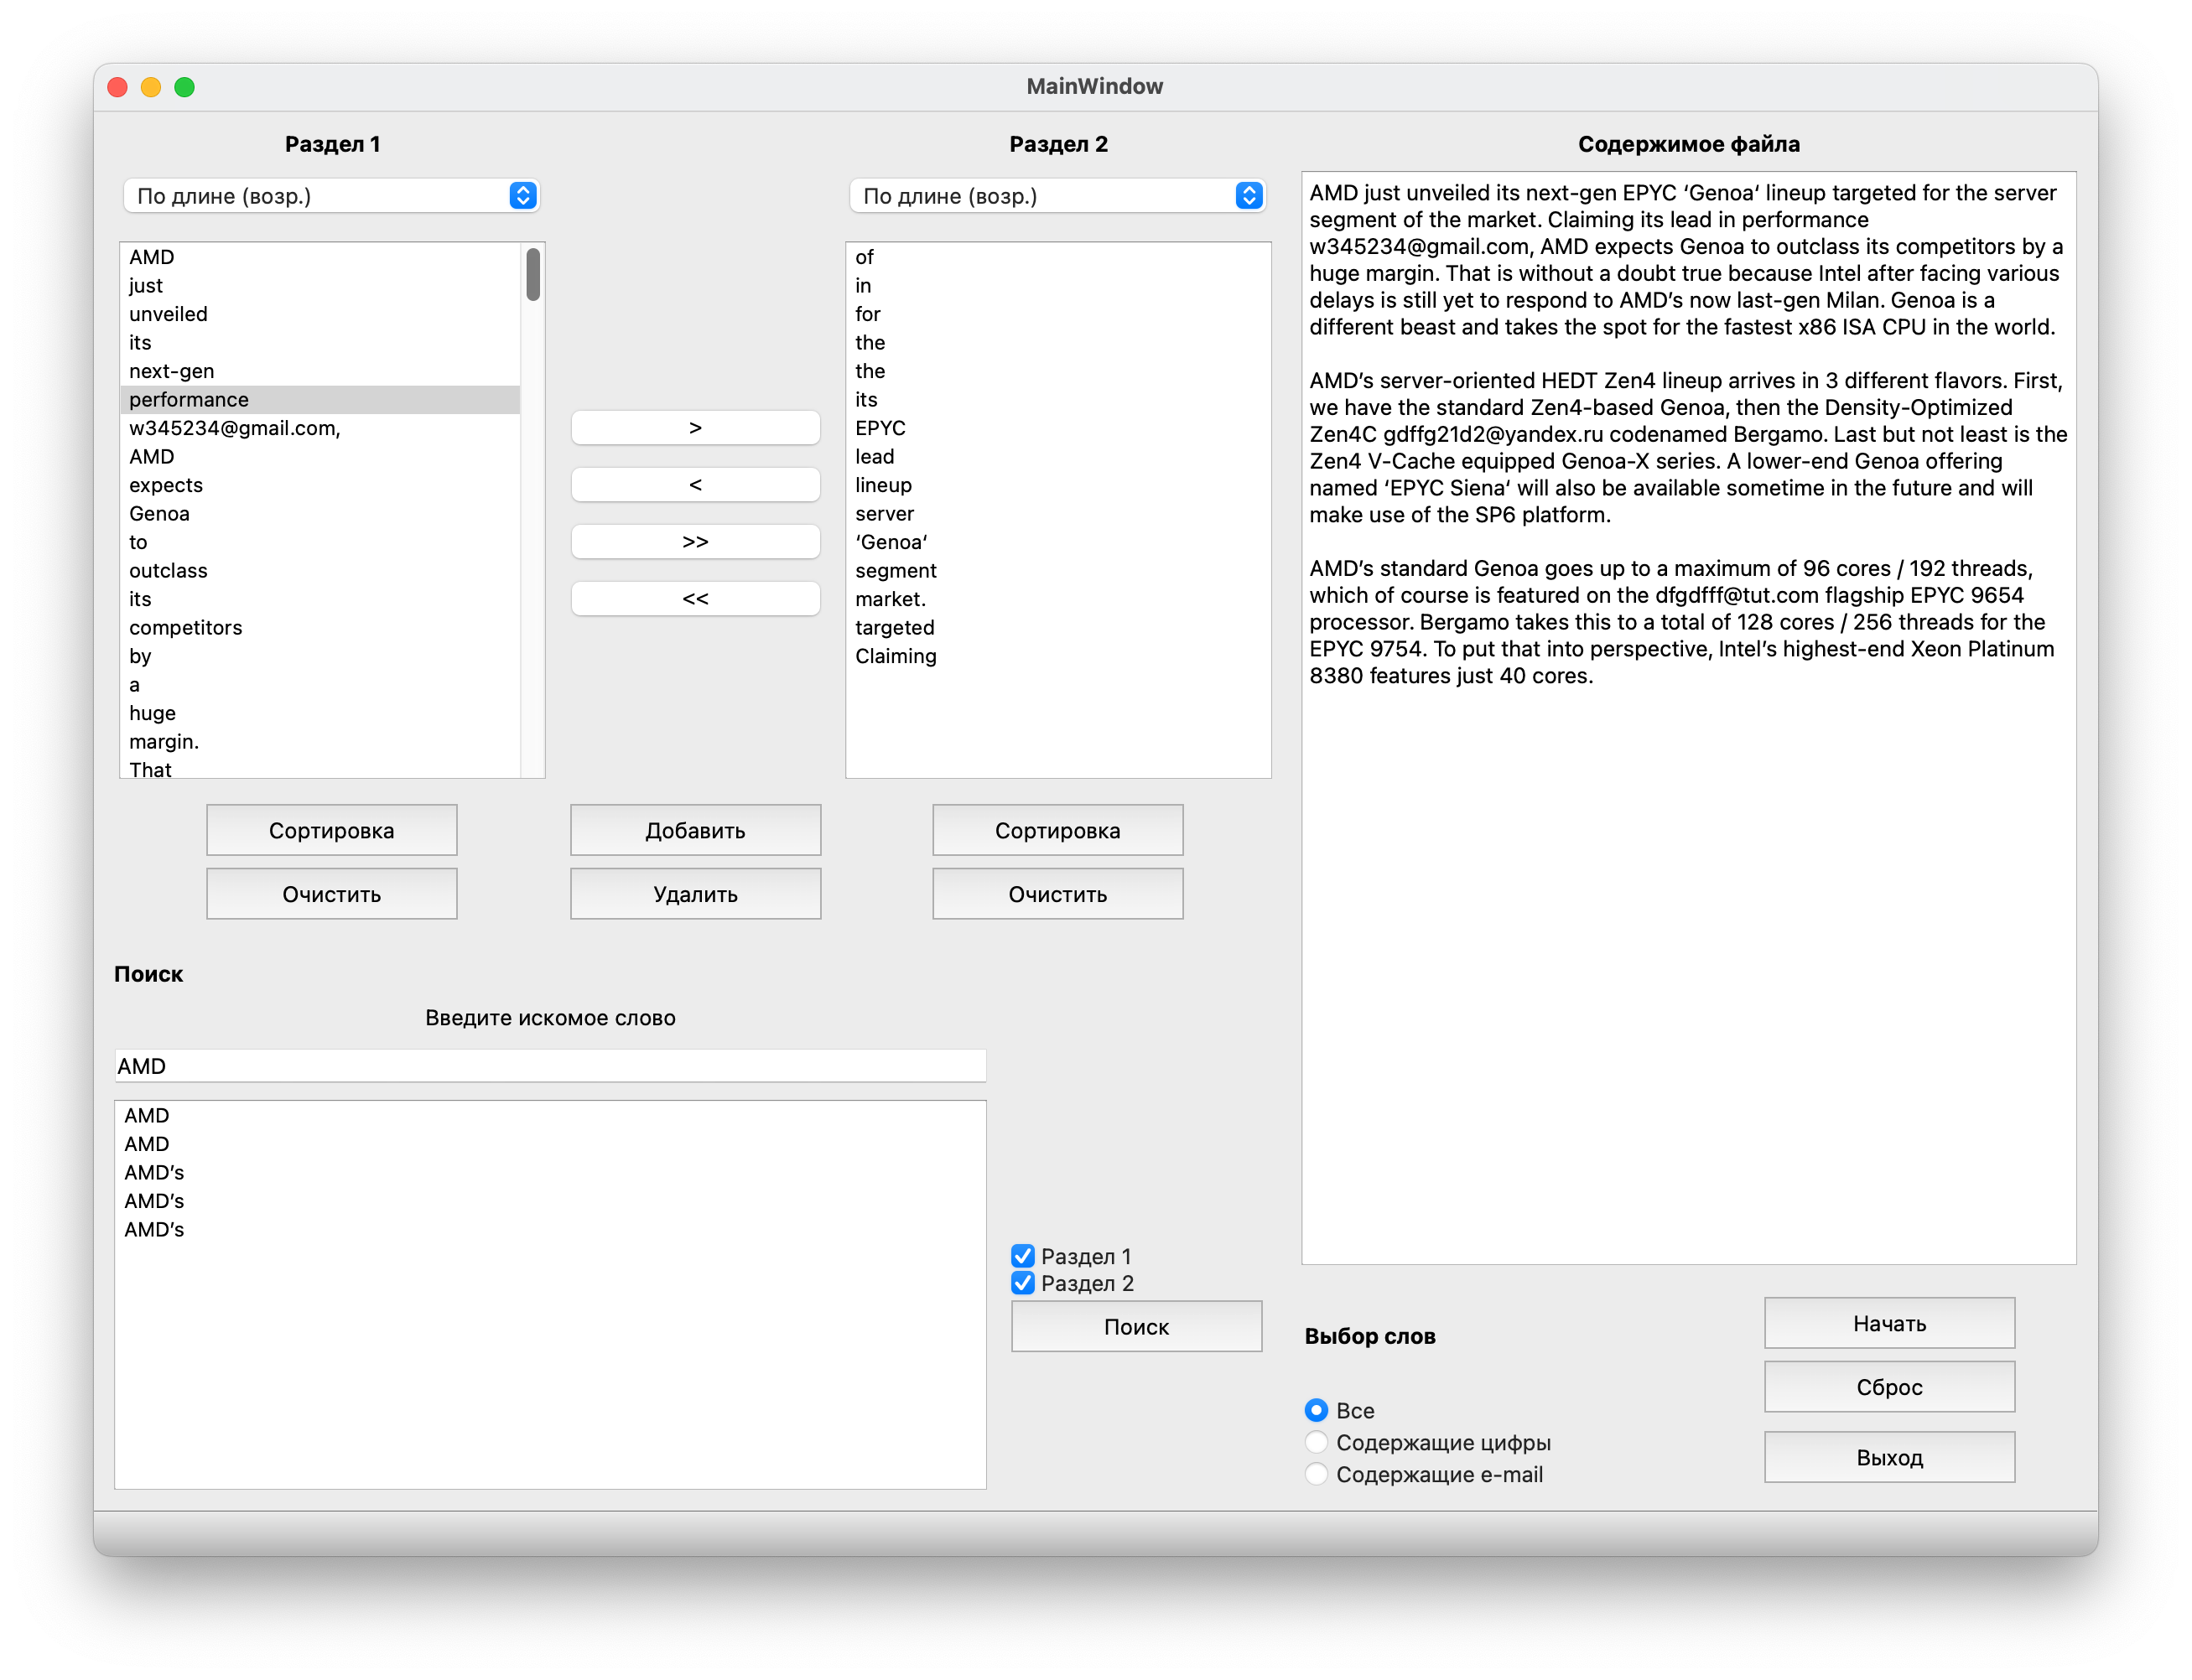 MainWindow
Раздел 1
По длине (возр.)
AMD
just
unveiled
its
next-gen
performance
w345234@gmail.com,
AMD
expects
Genoa
to
outclass
its
competitors
by
a
huge
margin.
That
>
<
>>
<<
Раздел 2
По длине (возр.)
of
in
for
the
the
its
EPYC
lead
lineup
server
‘Genoa‘
segment
market.
targeted
Claiming
Сортировка
Добавить
Сортировка
Очистить
Удалить
Очистить
Поиск
Введите искомое слово
AMD
AMD
AMD
AMD’s
AMD’s
AMD’s
Раздел 1
Раздел 2
Поиск
Содержимое файла
AMD just unveiled its next-gen EPYC ‘Genoa‘ lineup targeted for the server
segment of the market. Claiming its lead in performance
w345234@gmail.com, AMD expects Genoa to outclass its competitors by a
huge margin. That is without a doubt true because Intel after facing various
delays is still yet to respond to AMD’s now last-gen Milan. Genoa is a
different beast and takes the spot for the fastest x86 ISA CPU in the world.
AMD’s server-oriented HEDT Zen4 lineup arrives in 3 different flavors. First,
we have the standard Zen4-based Genoa, then the Density-Optimized
Zen4C gdffg21d2@yandex.ru codenamed Bergamo. Last but not least is the
Zen4 V-Cache equipped Genoa-X series. A lower-end Genoa offering
named ‘EPYC Siena‘ will also be available sometime in the future and will
make use of the SP6 platform.
AMD’s standard Genoa goes up to a maximum of 96 cores / 192 threads,
which of course is featured on the dfgdfff@tut.com flagship EPYC 9654
processor. Bergamo takes this to a total of 128 cores / 256 threads for the
EPYC 9754. To put that into perspective, Intel’s highest-end Xeon Platinum
8380 features just 40 cores.
Выбор слов
Все
Содержащие цифры
Содержащие e-mail
Начать
Сброс
Выход